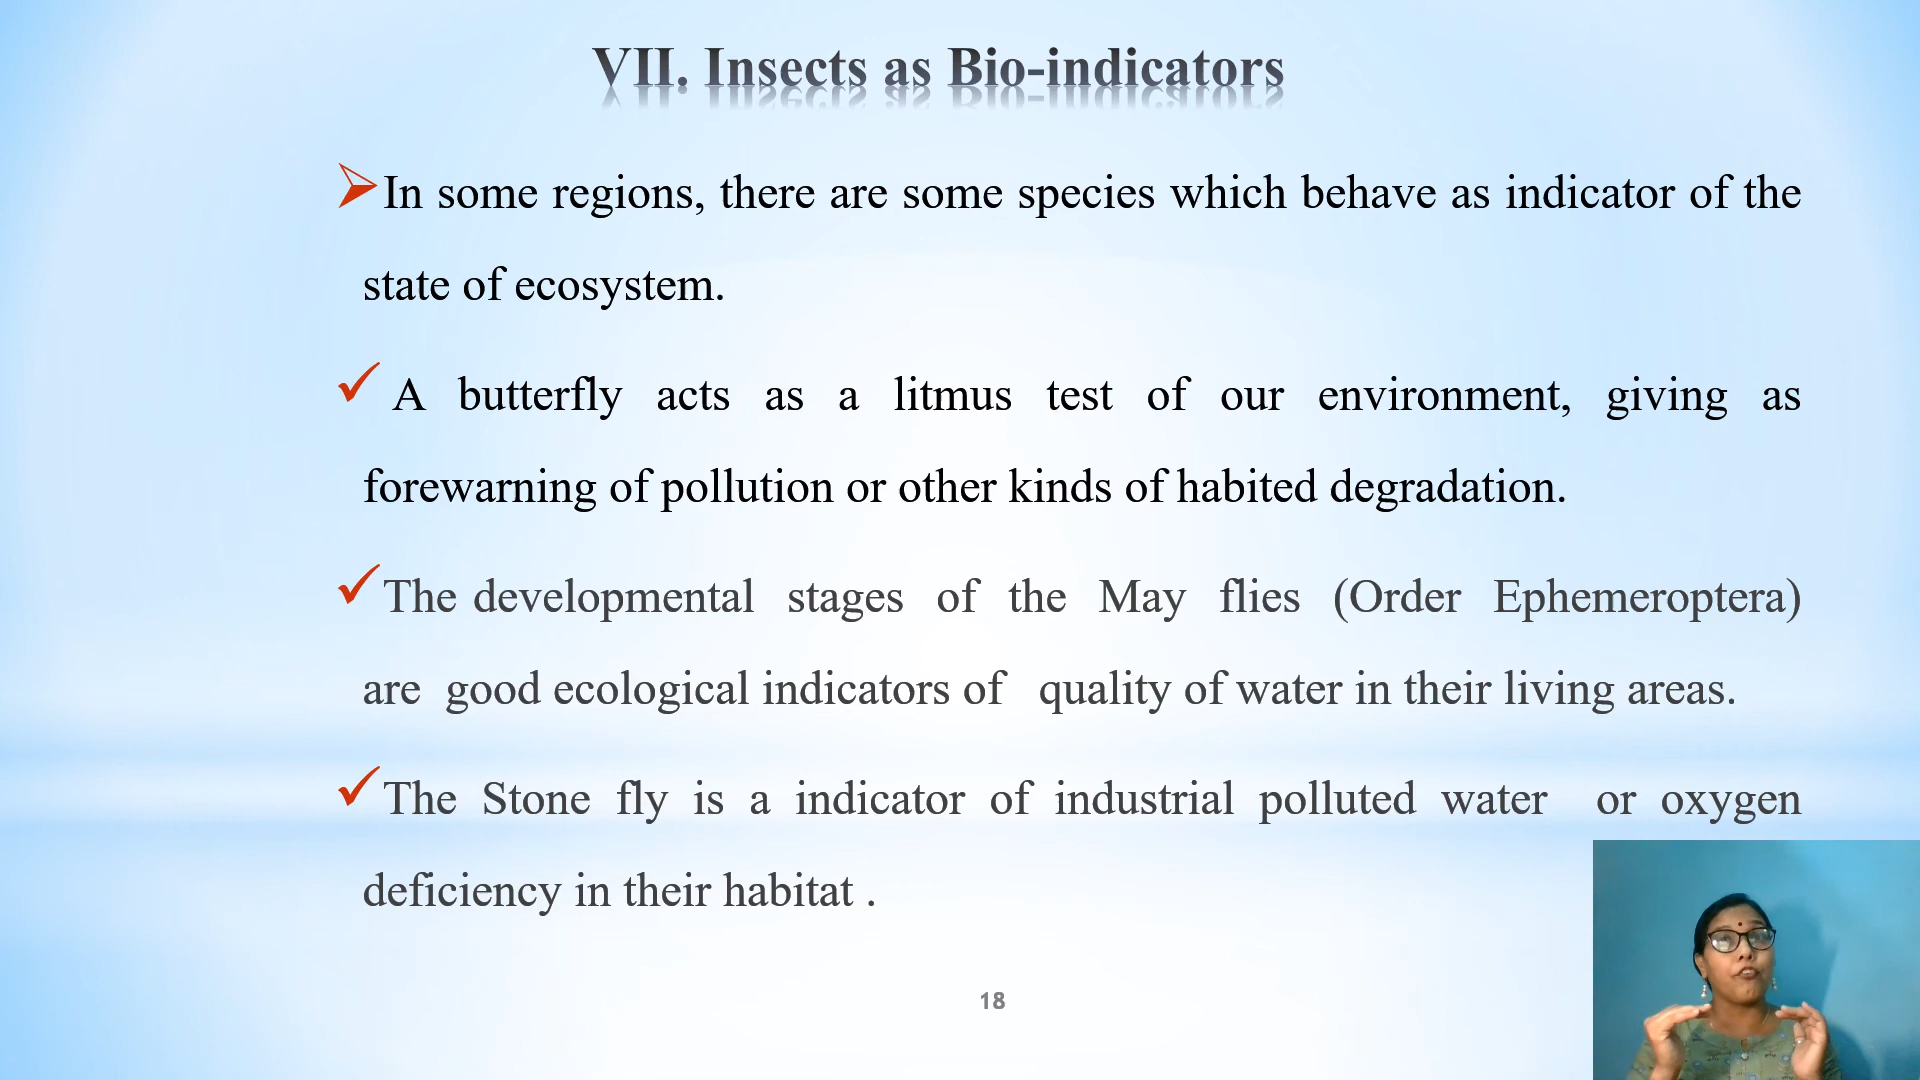 VII. Insects as Bio-indicators
In some regions, there are some species which behave as indicator of the
state of ecosystem.
A butterfly acts as a litmus test of our environment, giving as
forewarning of pollution or other kinds of habited degradation.
The developmental stages of the May flies (Order Ephemeroptera)
are good ecological indicators of quality of water in their living areas.
The Stone fly is a indicator of industrial polluted water or oxygen
deficiency in their habitat .
18